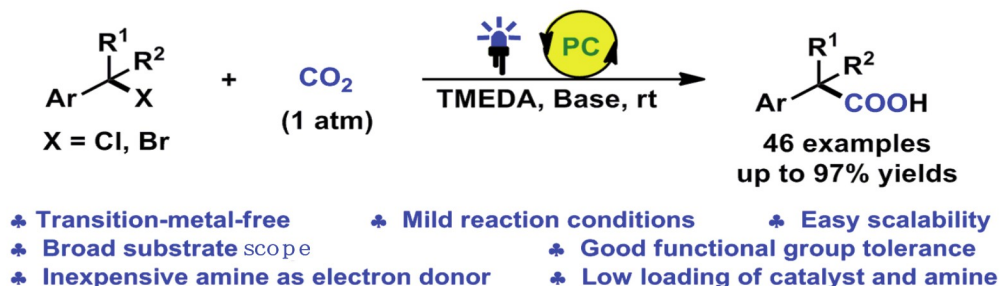 R¹ R² Ar X + CO₂ PC R¹ R² Ar COOH
(1 atm) TMEDA, Base, rt
X = Cl, Br 46 examples
up to 97% yields
♣ Transition-metal-free ♣ Mild reaction conditions ♣ Easy scalability
♣ Broad substrate scope ♣ Good functional group tolerance
♣ Inexpensive amine as electron donor ♣ Low loading of catalyst and amine